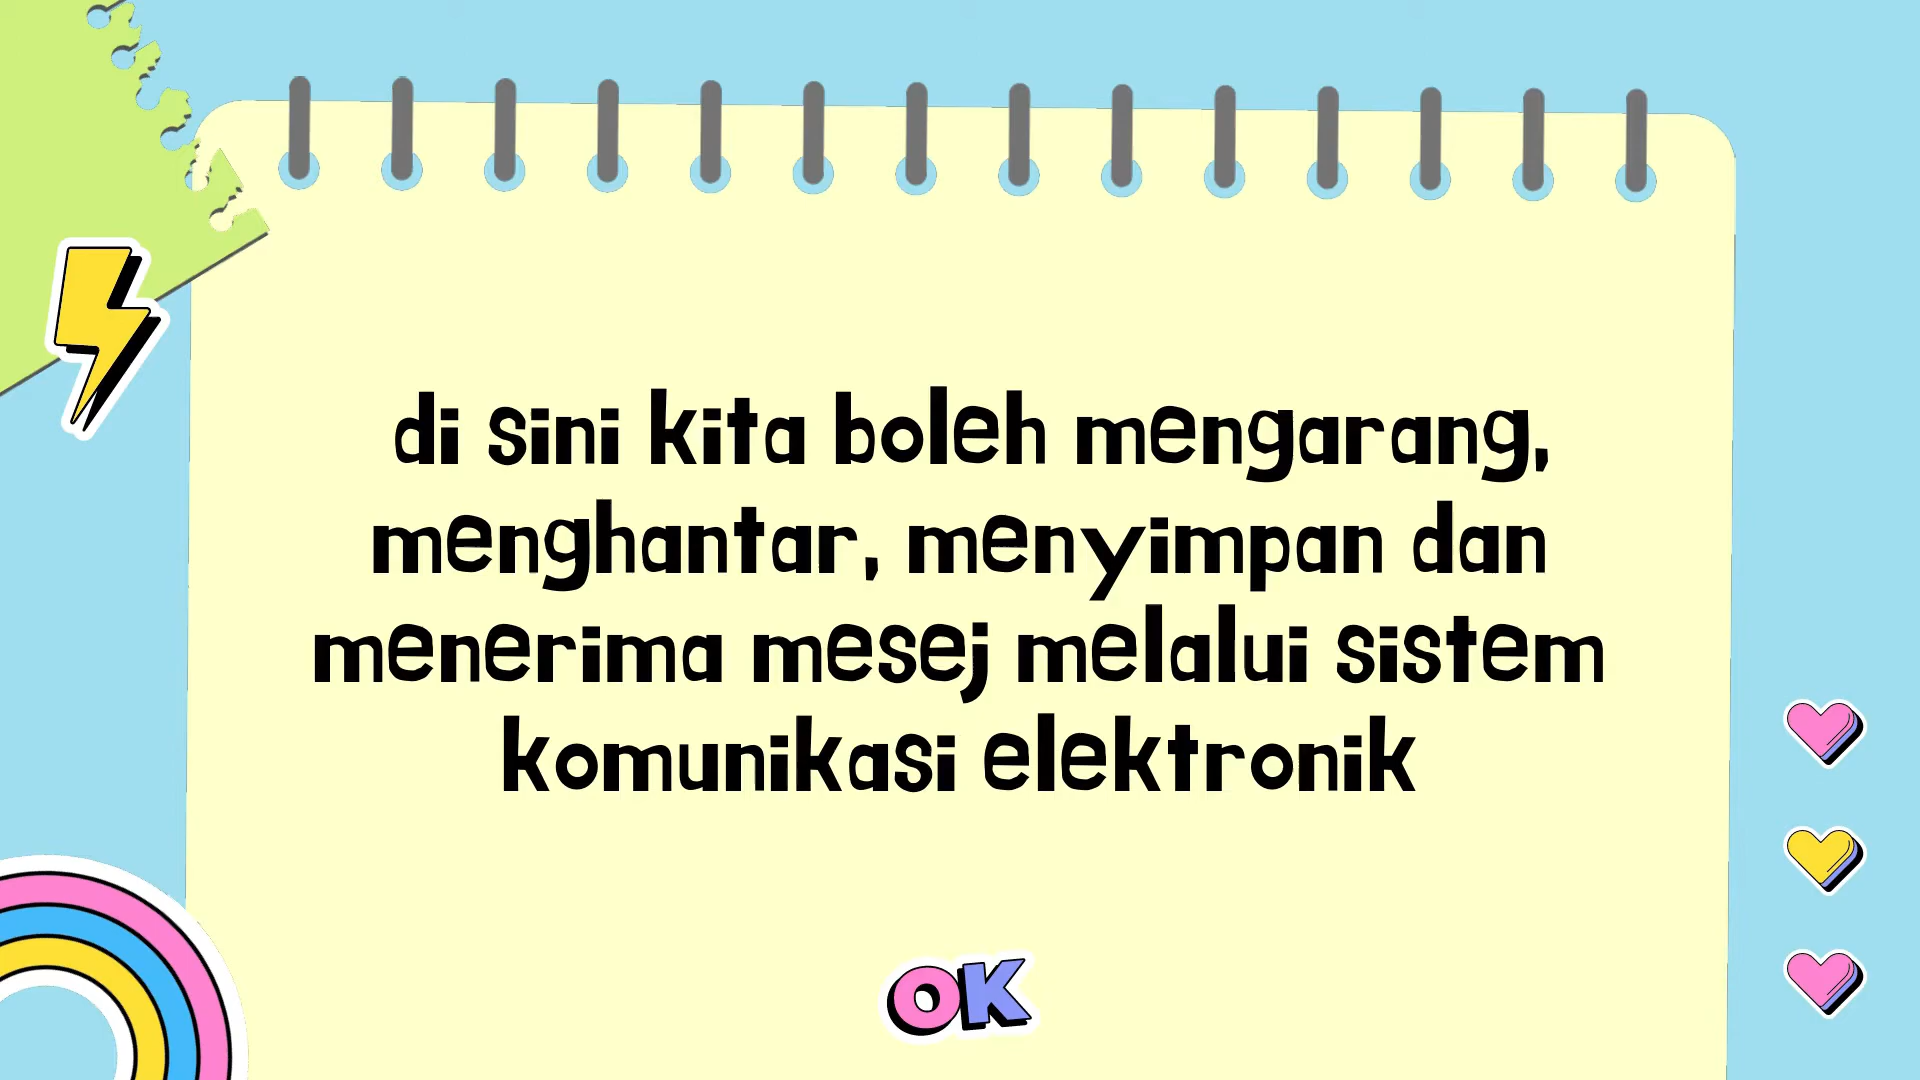 di sini kita boleh mengarang,
menghantar, menyimpan dan
menerima mesej melalui sistem
komunikasi elektronik
OK